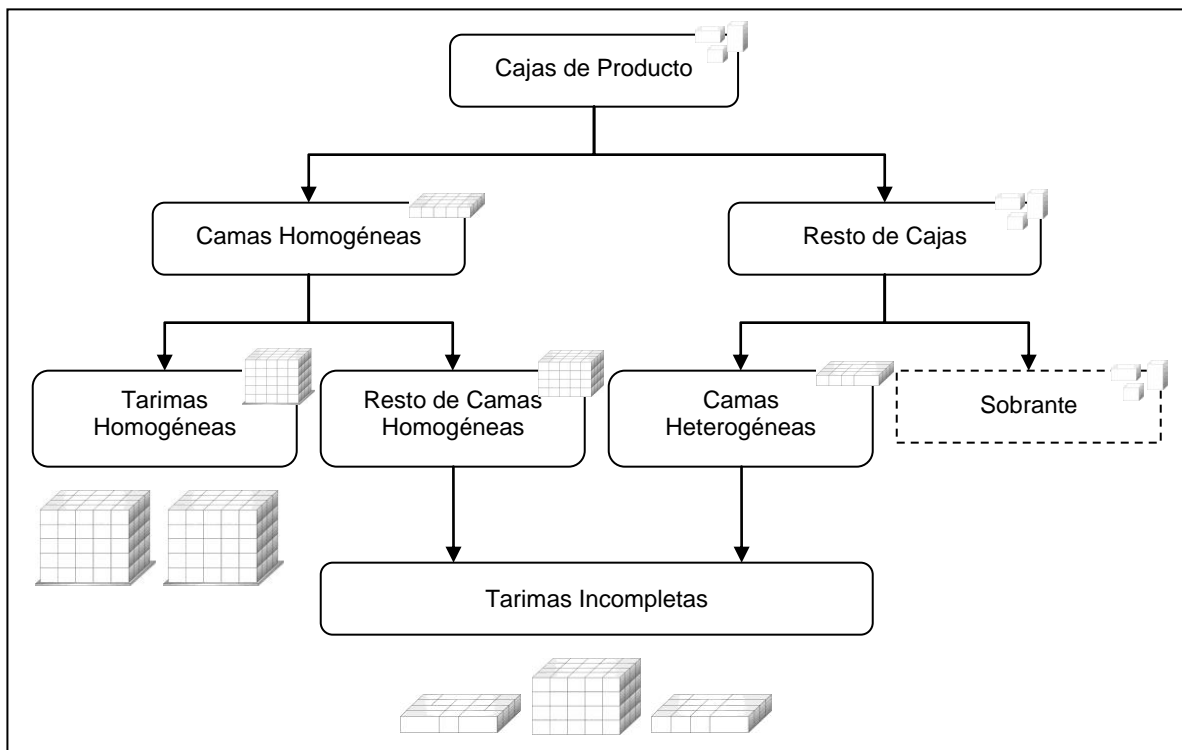 Cajas de Producto
Camas Homogéneas
Resto de Cajas
Tarimas
Homogéneas
Resto de Camas
Homogéneas
Camas
Heterogéneas
Sobrante
Tarimas Incompletas